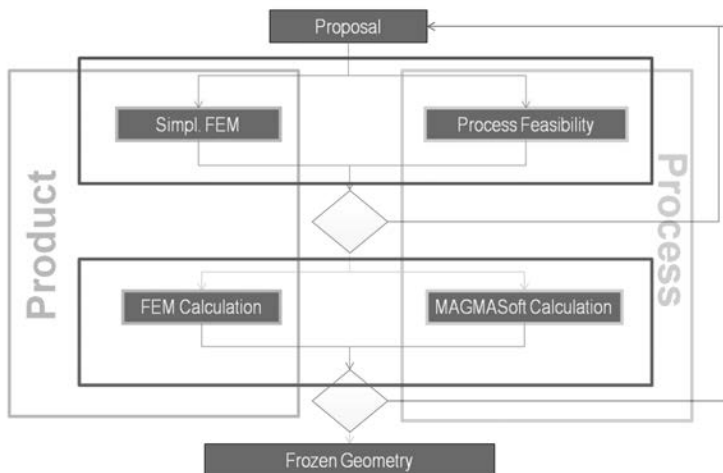 Proposal
Simpl. FEM
Process Feasibility
Product
Process
FEM Calculation
MAGMASoft Calculation
Frozen Geometry